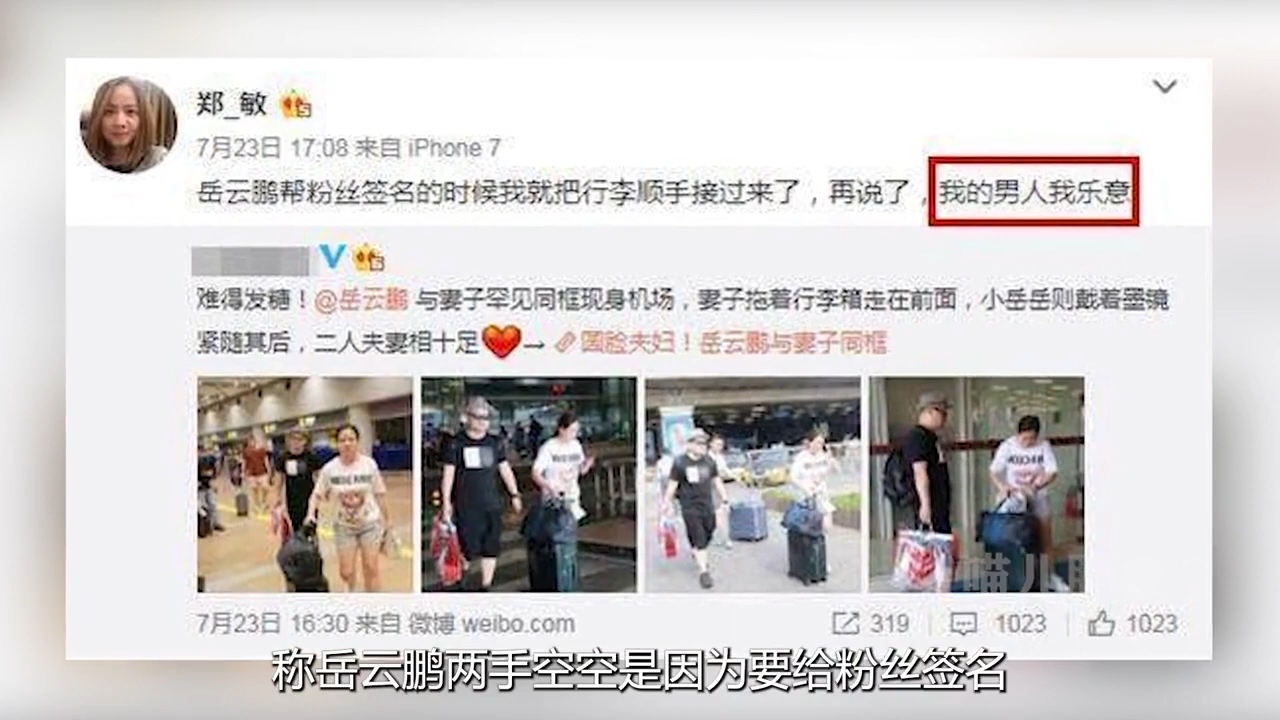 郑_敏
7月23日 17:08 来自 iPhone 7
岳云鹏帮粉丝签名的时候我就把行李顺手接过来了，再说了，我的男人我乐意
难得发糖！@岳云鹏 与妻子罕见同框现身机场，妻子拖着行李箱走在前面，小岳岳则戴着墨镜
紧随其后，二人夫妻相十足❤→ 圆脸夫妇！岳云鹏与妻子同框
7月23日 16:30 来自 微博 weibo.com
319 1023 1023
称岳云鹏两手空空是因为要给粉丝签名